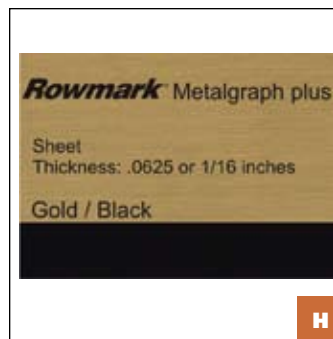 Rowmark Metalgraph plus
Sheet
Thickness: .0625 or 1/16 inches
Gold / Black
H